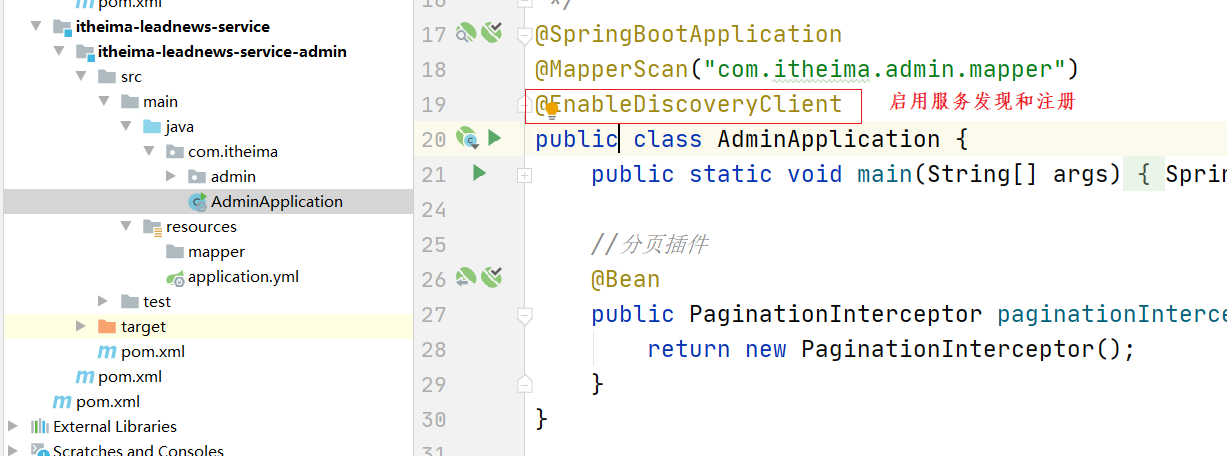 pom.xml
itheima-leadnews-service
itheima-leadnews-service-admin
src
main
java
com.itheima
admin
AdminApplication
resources
mapper
application.yml
test
target
pom.xml
pom.xml
pom.xml
External Libraries
Scratches and Consoles
16 */
17 @SpringBootApplication
18 @MapperScan("com.itheima.admin.mapper")
19 @EnableDiscoveryClient 启用服务发现和注册
20 public class AdminApplication {
21 public static void main(String[] args) { Spr
24
25 //分页插件
26 @Bean
27 public PaginationInterceptor paginationInterce
28 return new PaginationInterceptor();
29 }
30 }
31